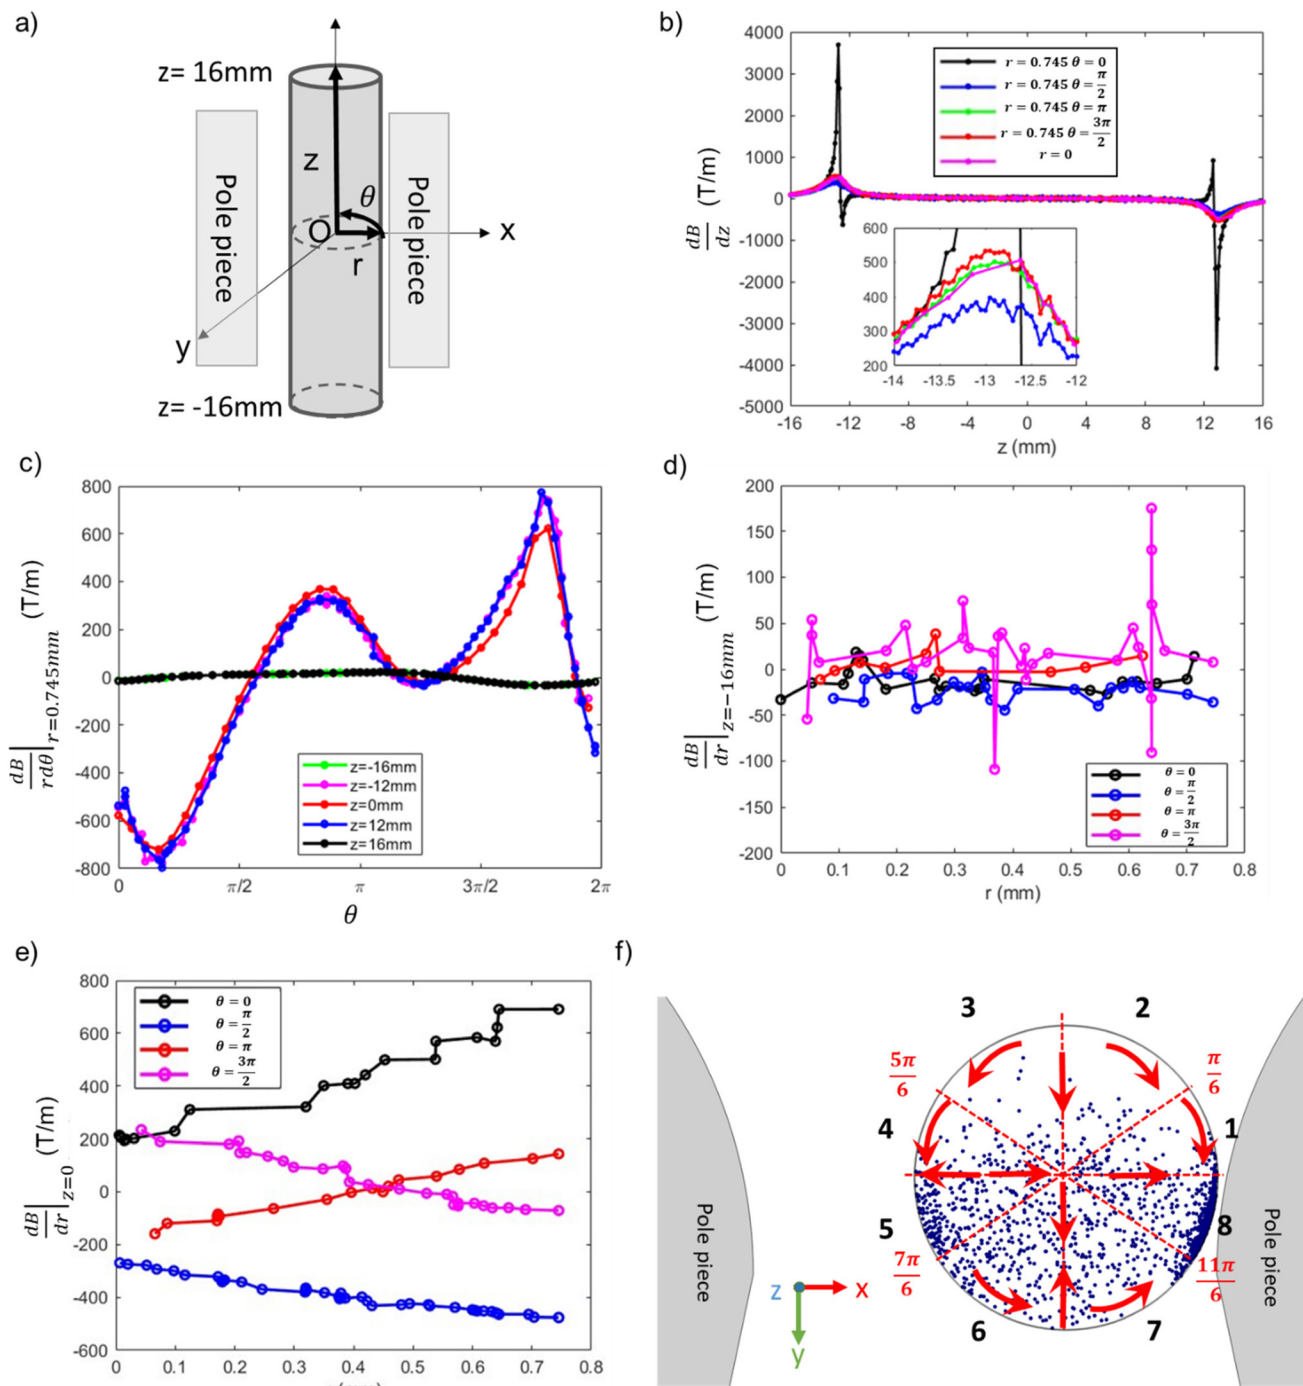 a)
z= 16mm
z
θ
O
x
r
y
Pole piece
Pole piece
z= -16mm
b)
4000
3000
2000
1000
0
-1000
-2000
-3000
-4000
-5000
dB/dz (T/m)
r = 0.745 θ = 0
r = 0.745 θ = π/2
r = 0.745 θ = π
r = 0.745 θ = 3π/2
r = 0
600
500
400
300
200
-14 -13.5 -13 -12.5 -12
-16 -12 -8 -4 0 4 8 12 16
z (mm)
c)
800
600
400
200
0
-200
-400
-600
-800
dB/rdθ|r=0.745mm (T/m)
z=-16mm
z=-12mm
z=0mm
z=12mm
z=16mm
0 π/2 π 3π/2 2π
θ
d)
200
150
100
50
0
-50
-100
-150
-200
dB/dr|z=-16mm (T/m)
θ = 0
θ = π/2
θ = π
θ = 3π/2
0 0.1 0.2 0.3 0.4 0.5 0.6 0.7 0.8
r (mm)
e)
800
600
400
200
0
-200
-400
-600
dB/dr|z=0 (T/m)
θ = 0
θ = π/2
θ = π
θ = 3π/2
0 0.1 0.2 0.3 0.4 0.5 0.6 0.7 0.8
f)
3 2
5π/6 π/6
4 1
5 8
7π/6 11π/6
6 7
Pole piece
Pole piece
z x
y